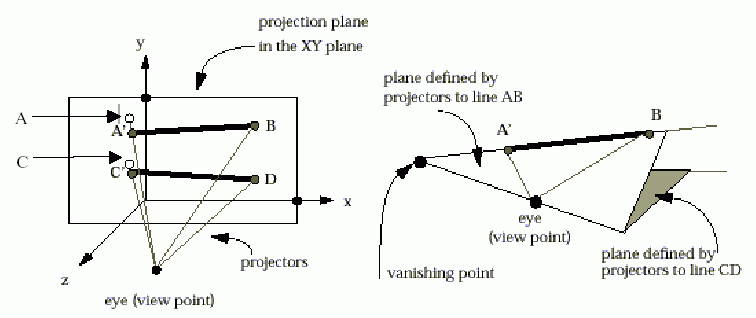 projection plane
in the XY plane
y
A
A'
B
C
C'
D
x
z
projectors
eye (view point)
plane defined by
projectors to line AB
A'
B
eye
(view point)
vanishing point
plane defined by
projectors to line CD